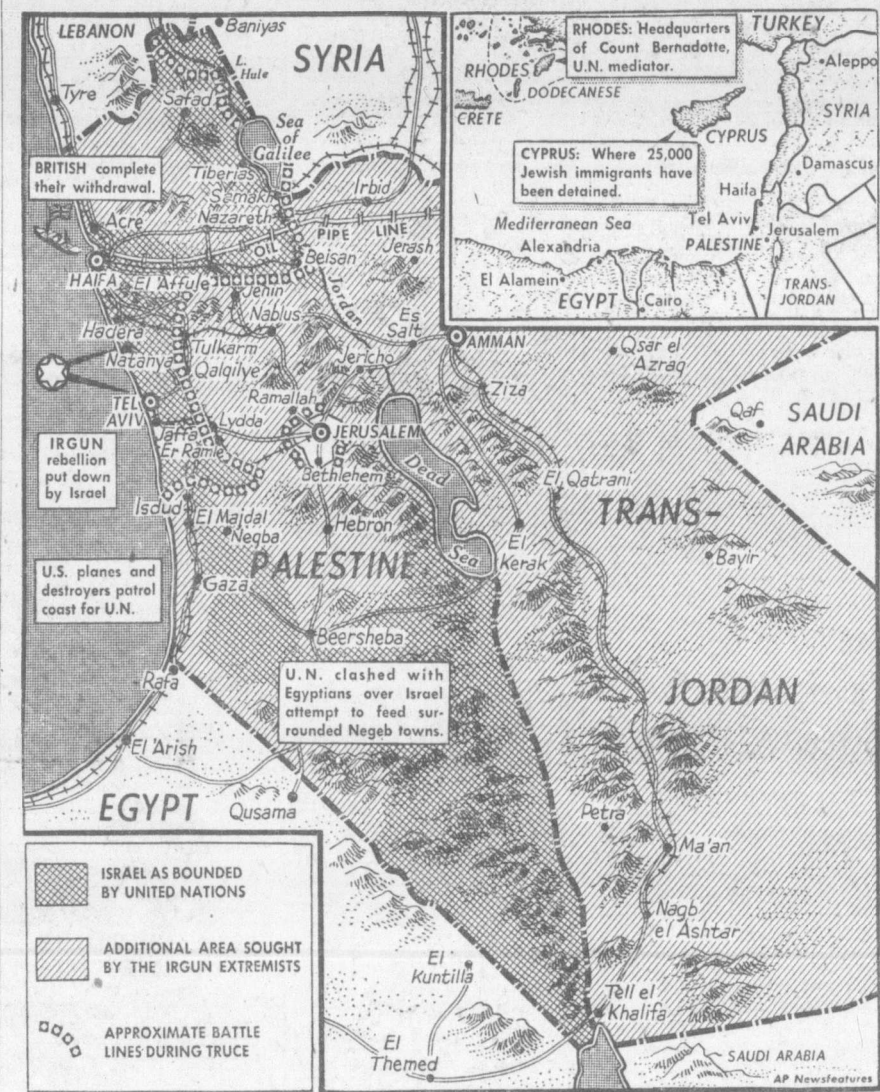 LEBANON
Baniyas
SYRIA
L. Hule
Tyre
Safad
Sea of Galilee
BRITISH complete
their withdrawal.
Tiberias
Semakh
Irbid
Nazareth
Acre
OIL PIPE LINE
Jerash
HAIFA
El Affule
Beisan
Jordan
Jenin
Hadera
Nablus
Es Salt
Natanya
Tulkarm
AMMAN
Qalqilye
Jericho
Ziza
Ramallah
TEL AVIV
Jaffa
Lydda
JERUSALEM
Er Ramle
IRGUN
rebellion
put down
by Israel
Bethlehem
Dead Sea
El Qatrani
Isdud
El Majdal
Negba
Hebron
El Kerak
PALESTINE
U.S. planes and
destroyers patrol
coast for U.N.
Gaza
Beersheba
Rafa
U.N. clashed with
Egyptians over Israel
attempt to feed sur-
rounded Negeb towns.
El 'Arish
EGYPT
Qusama
Qsar el
Azraq
Qaf
SAUDI
ARABIA
TRANS-
JORDAN
Bayir
Petra
Ma'an
Naqb
el Ashtar
El
Kuntilla
Tell el
Khalifa
El
Themed
SAUDI ARABIA
AP Newsfeatures
RHODES: Headquarters
of Count Bernadotte,
U.N. mediator.
TURKEY
Aleppo
RHODES
DODECANESE
CRETE
SYRIA
CYPRUS
CYPRUS: Where 25,000
Jewish immigrants have
been detained.
Damascus
Haifa
Mediterranean Sea
Tel Aviv
Jerusalem
Alexandria
PALESTINE
El Alamein
EGYPT
Cairo
TRANS-
JORDAN
ISRAEL AS BOUNDED
BY UNITED NATIONS
ADDITIONAL AREA SOUGHT
BY THE IRGUN EXTREMISTS
APPROXIMATE BATTLE
LINES DURING TRUCE